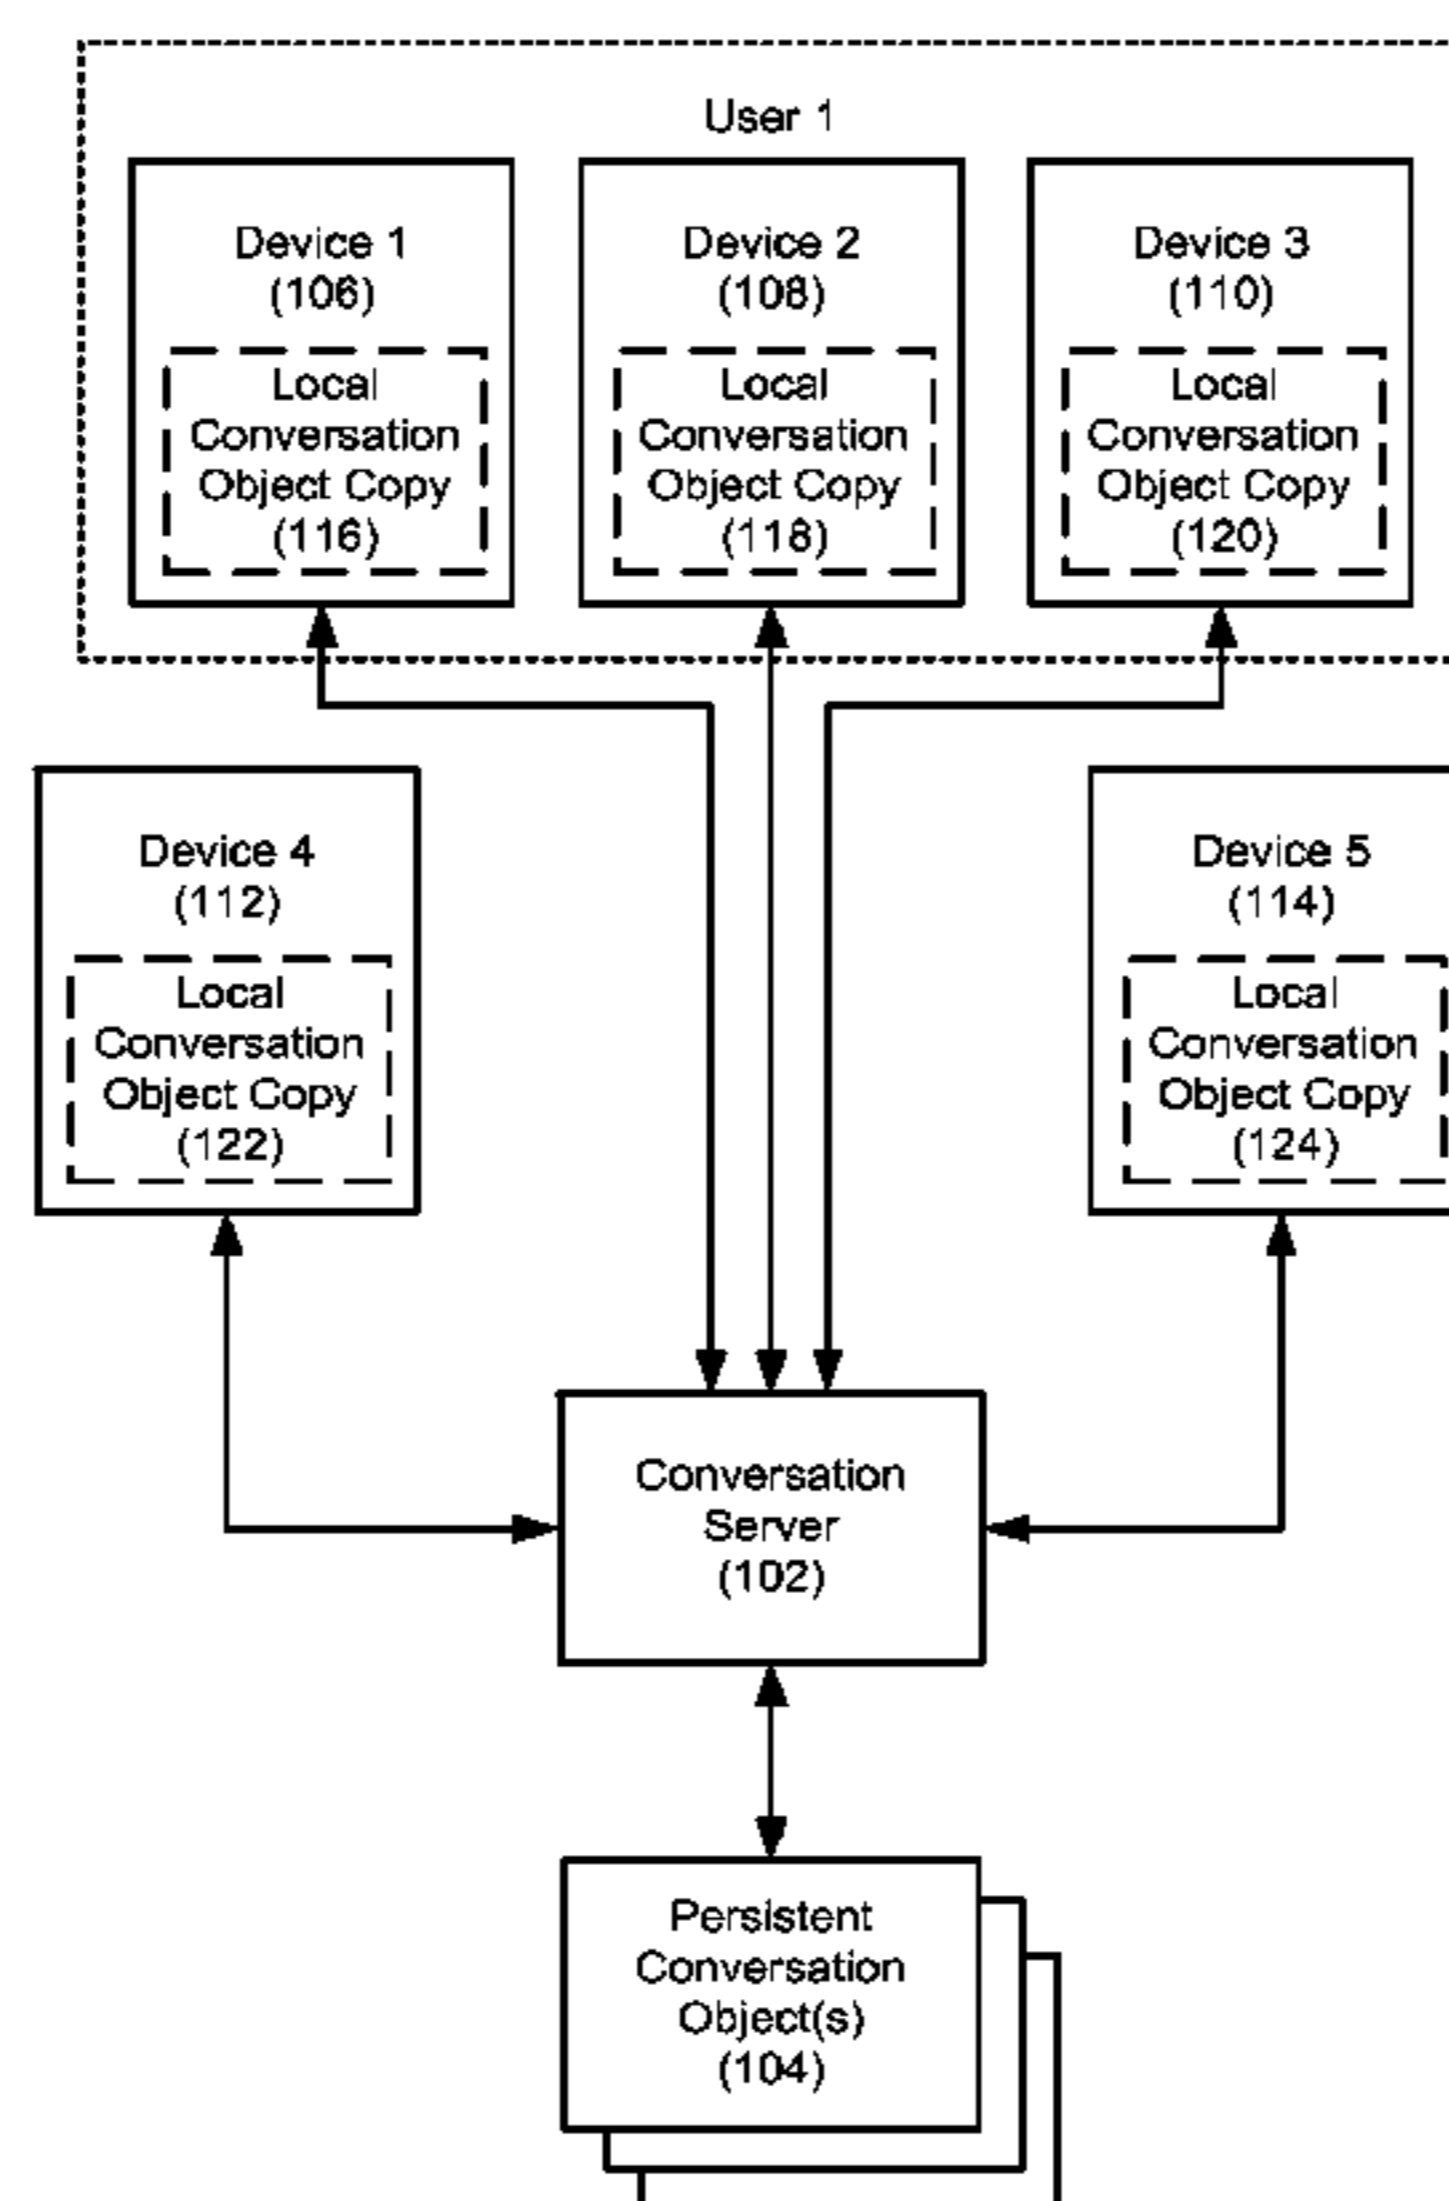 User 1
Device 1
(106)
Local
Conversation
Object Copy
(116)
Device 2
(108)
Local
Conversation
Object Copy
(118)
Device 3
(110)
Local
Conversation
Object Copy
(120)
Device 4
(112)
Local
Conversation
Object Copy
(122)
Device 5
(114)
Local
Conversation
Object Copy
(124)
Conversation
Server
(102)
Persistent
Conversation
Object(s)
(104)